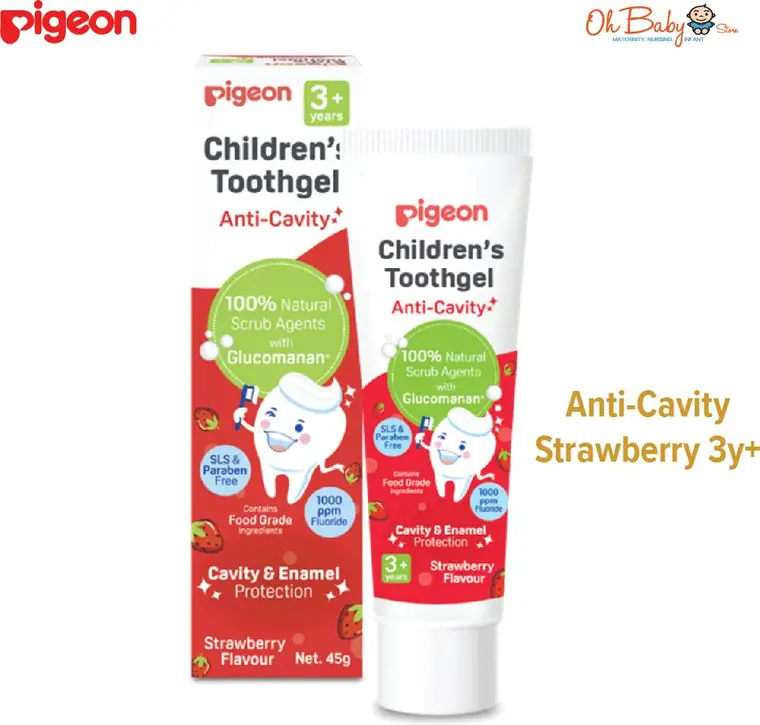 pigeon
Oh Baby Store
MATERNITY. NURSING. INFANT
pigeon
3+
years
Children's
Toothgel
Anti-Cavity
100% Natural
Scrub Agents
with
Glucomanan*
SLS &
Paraben
Free
Contains
Food Grade
Ingredients
1000
ppm
Fluoride
Cavity & Enamel
Protection
Strawberry
Flavour
Net. 45g
pigeon
Children's
Toothgel
Anti-Cavity
100% Natural
Scrub Agents
with
Glucomanan*
SLS &
Paraben
Free
Contains
Food Grade
Ingredients
1000
ppm
Fluoride
Cavity & Enamel
Protection
3+
years
Strawberry
Flavour
Anti-Cavity
Strawberry 3y+